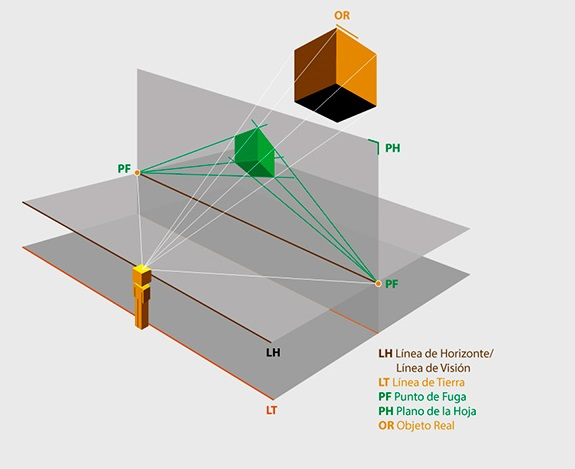 OR
PH
PF
PF
LH
LT
LH Línea de Horizonte/
Línea de Visión
LT Línea de Tierra
PF Punto de Fuga
PH Plano de la Hoja
OR Objeto Real